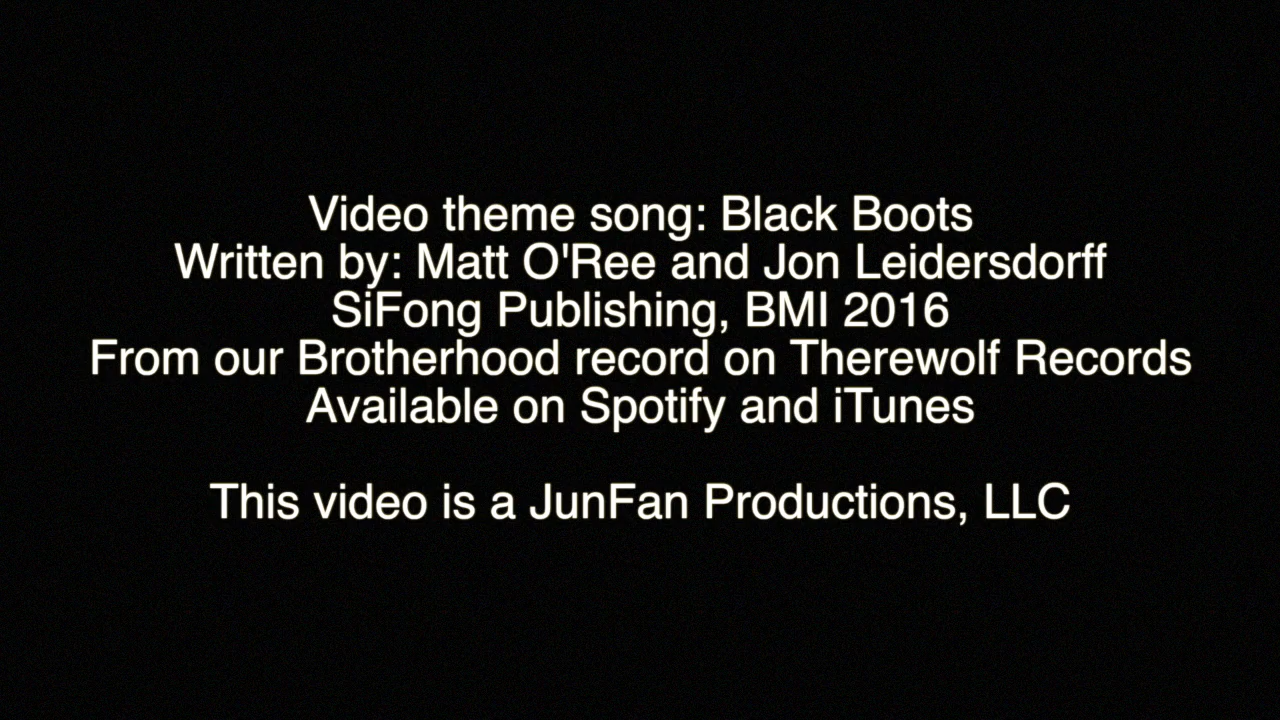 Video theme song: Black Boots
Written by: Matt O'Ree and Jon Leidersdorff
SiFong Publishing, BMI 2016
From our Brotherhood record on Therewolf Records
Available on Spotify and iTunes
This video is a JunFan Productions, LLC